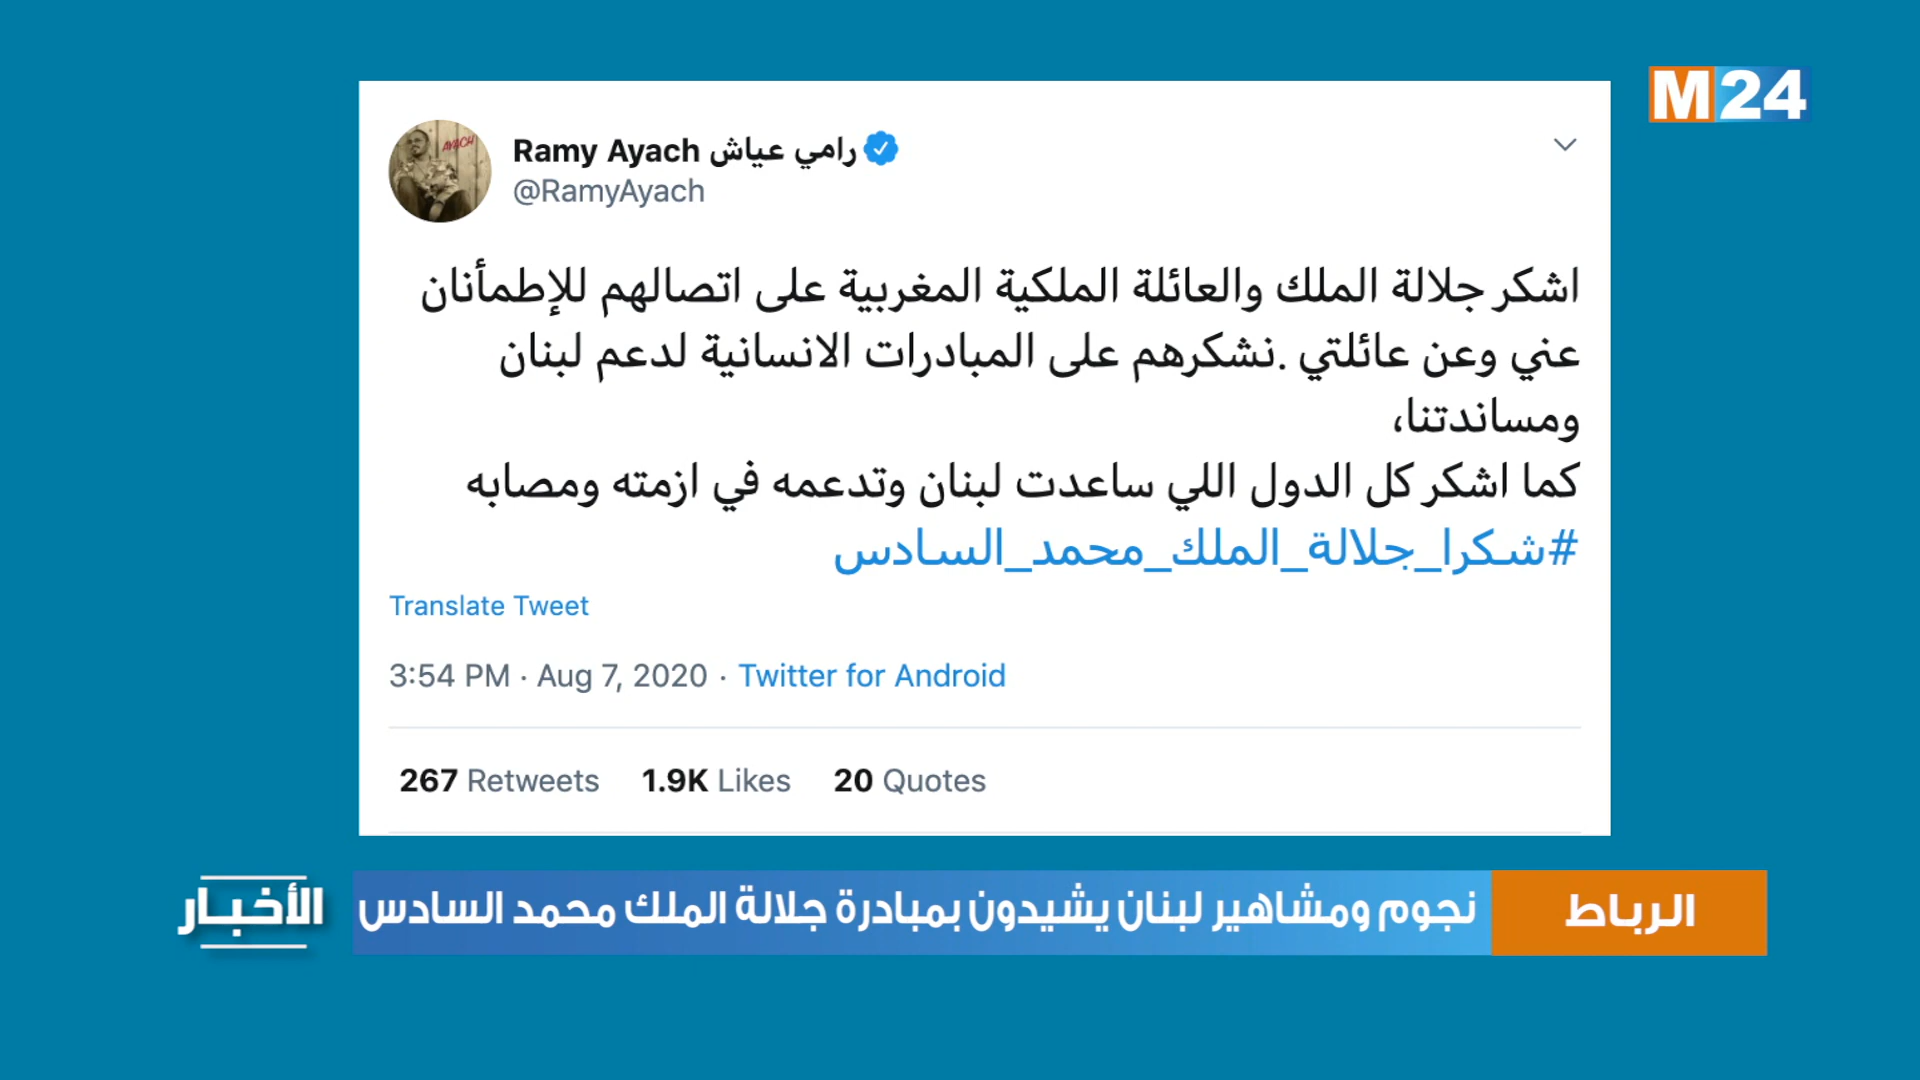 M24
Ramy Ayach رامي عياش
@RamyAyach
AYACH
اشكر جلالة الملك والعائلة الملكية المغربية على اتصالهم للإطمأنان
عني وعن عائلتي .نشكرهم على المبادرات الانسانية لدعم لبنان
ومساندتنا،
كما اشكر كل الدول اللي ساعدت لبنان وتدعمه في ازمته ومصابه
#شكرا_جلالة_الملك_محمد_السادس
Translate Tweet
3:54 PM · Aug 7, 2020 · Twitter for Android
267 Retweets 1.9K Likes 20 Quotes
الرباط
نجوم ومشاهير لبنان يشيدون بمبادرة جلالة الملك محمد السادس
الأخبار